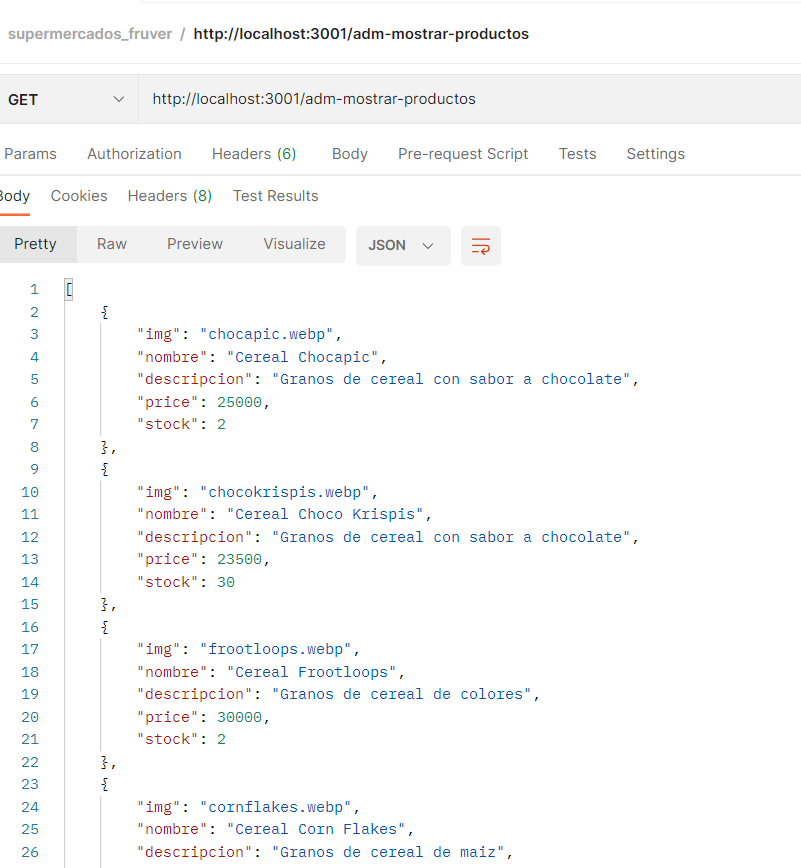 supermercados_fruver / http://localhost:3001/adm-mostrar-productos
GET http://localhost:3001/adm-mostrar-productos
Params Authorization Headers (6) Body Pre-request Script Tests Settings
Body Cookies Headers (8) Test Results
Pretty Raw Preview Visualize JSON
1 [
2 {
3 "img": "chocapic.webp",
4 "nombre": "Cereal Chocapic",
5 "descripcion": "Granos de cereal con sabor a chocolate",
6 "price": 25000,
7 "stock": 2
8 },
9 {
10 "img": "chocokrispis.webp",
11 "nombre": "Cereal Choco Krispis",
12 "descripcion": "Granos de cereal con sabor a chocolate",
13 "price": 23500,
14 "stock": 30
15 },
16 {
17 "img": "frootloops.webp",
18 "nombre": "Cereal Frootloops",
19 "descripcion": "Granos de cereal de colores",
20 "price": 30000,
21 "stock": 2
22 },
23 {
24 "img": "cornflakes.webp",
25 "nombre": "Cereal Corn Flakes",
26 "descripcion": "Granos de cereal de maiz",